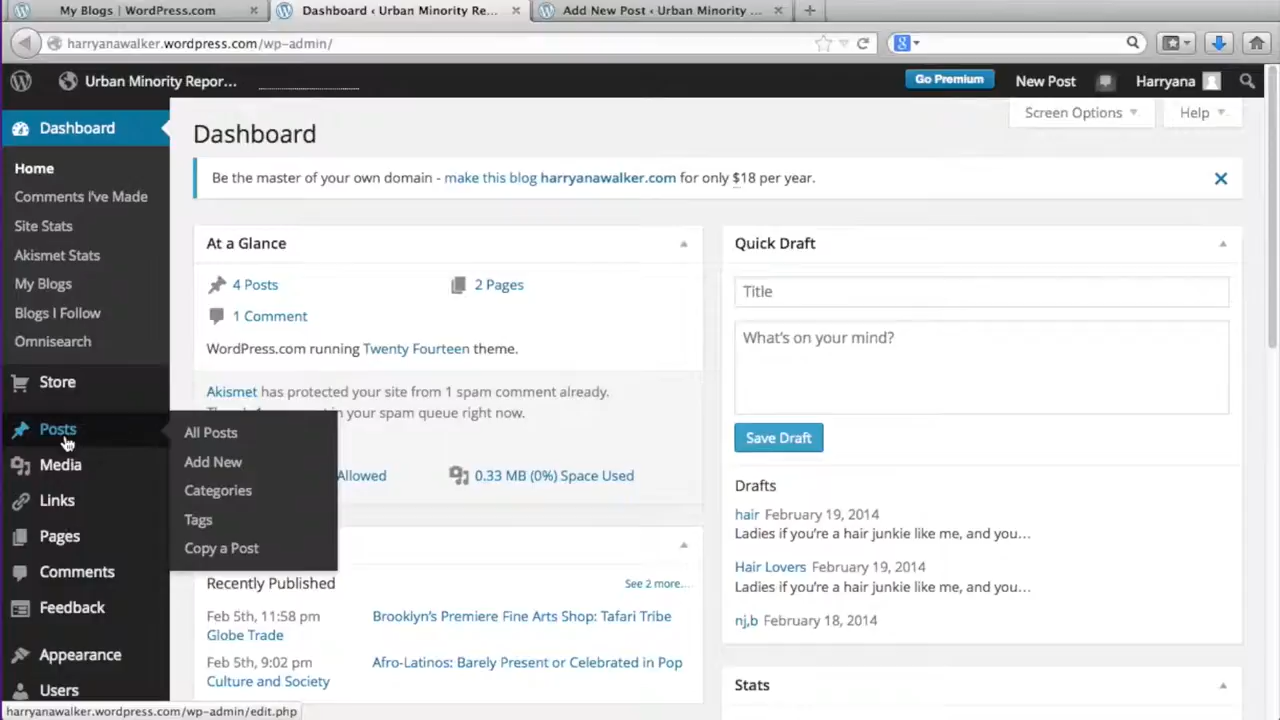 My Blogs | WordPress.com
Dashboard ‹ Urban Minority Re...
Add New Post ‹ Urban Minority ...
harryanawalker.wordpress.com/wp-admin/
Urban Minority Repor...
Go Premium
New Post
Harryana
Dashboard
Home
Comments I've Made
Site Stats
Akismet Stats
My Blogs
Blogs I Follow
Omnisearch
Store
Posts
Media
Links
Pages
Comments
Feedback
Appearance
Users
All Posts
Add New
Categories
Tags
Copy a Post
Screen Options
Help
Dashboard
Be the master of your own domain - make this blog harryanawalker.com for only $18 per year.
At a Glance
4 Posts
2 Pages
1 Comment
WordPress.com running Twenty Fourteen theme.
Akismet has protected your site from 1 spam comment already.
in your spam queue right now.
Allowed
0.33 MB (0%) Space Used
Recently Published
See 2 more...
Feb 5th, 11:58 pm
Brooklyn's Premiere Fine Arts Shop: Tafari Tribe
Globe Trade
Feb 5th, 9:02 pm
Afro-Latinos: Barely Present or Celebrated in Pop
Culture and Society
Quick Draft
Title
What's on your mind?
Save Draft
Drafts
hair February 19, 2014
Ladies if you're a hair junkie like me, and you...
Hair Lovers February 19, 2014
Ladies if you're a hair junkie like me, and you...
nj,b February 18, 2014
Stats
harryanawalker.wordpress.com/wp-admin/edit.php